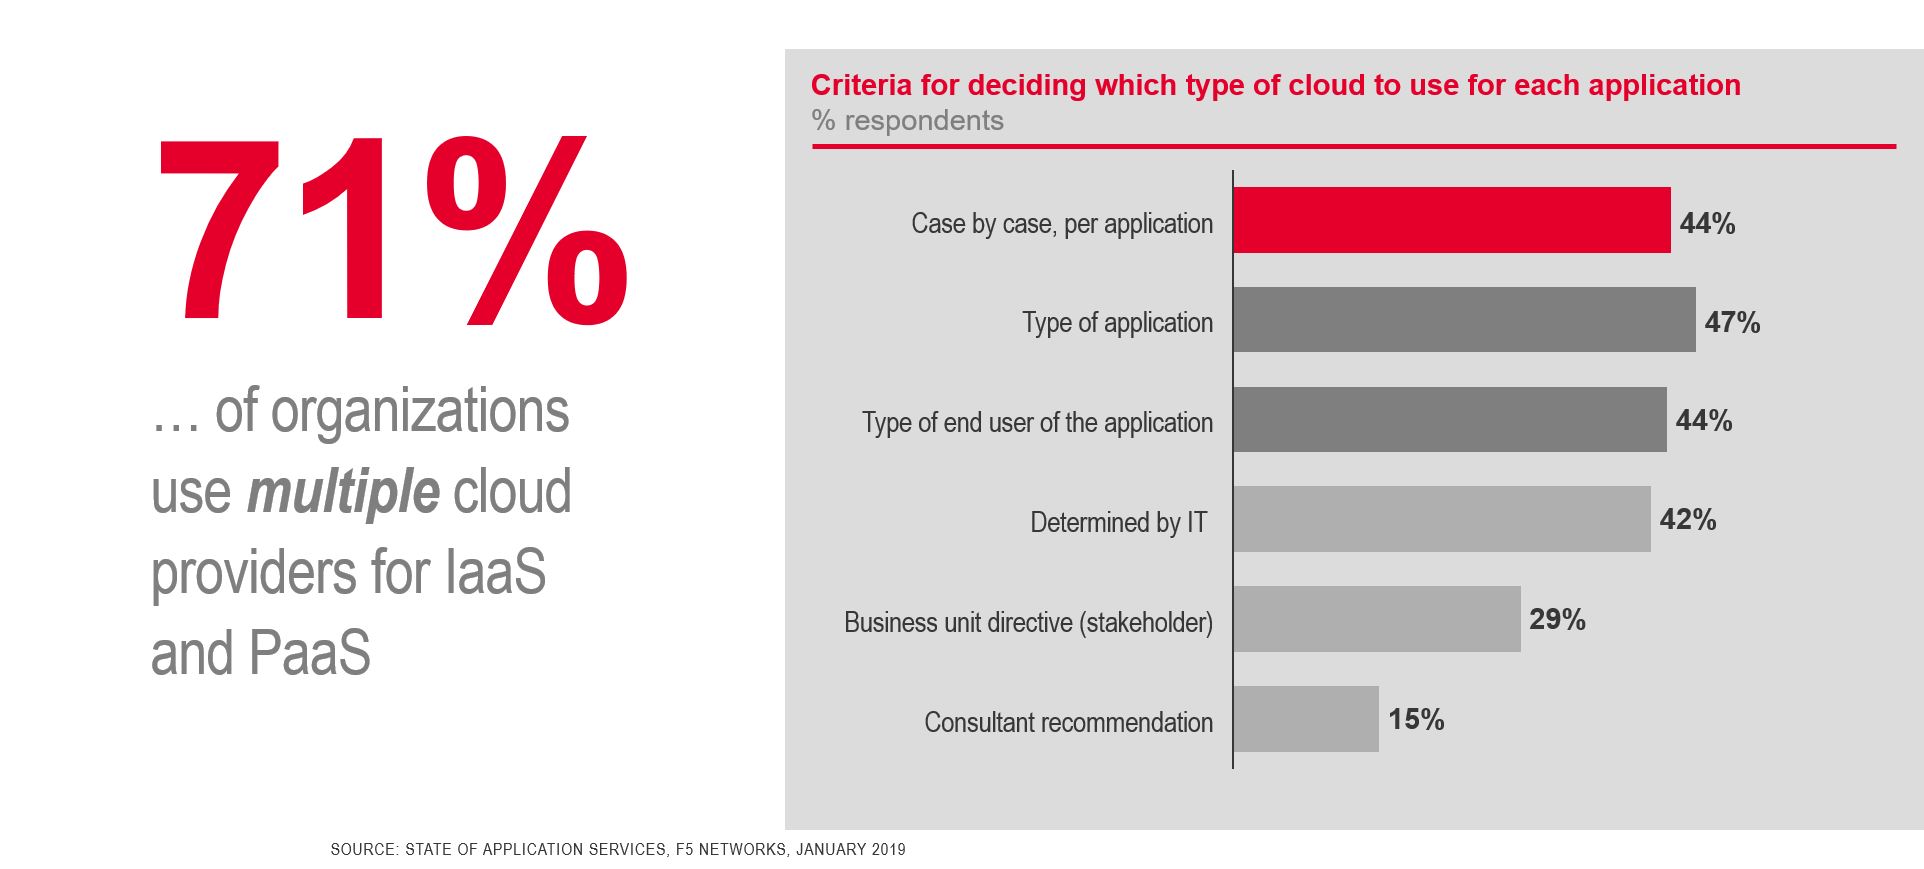 71%
… of organizations
use multiple cloud
providers for IaaS
and PaaS
Criteria for deciding which type of cloud to use for each application
% respondents
Case by case, per application 44%
Type of application 47%
Type of end user of the application 44%
Determined by IT 42%
Business unit directive (stakeholder) 29%
Consultant recommendation 15%
SOURCE: STATE OF APPLICATION SERVICES, F5 NETWORKS, JANUARY 2019